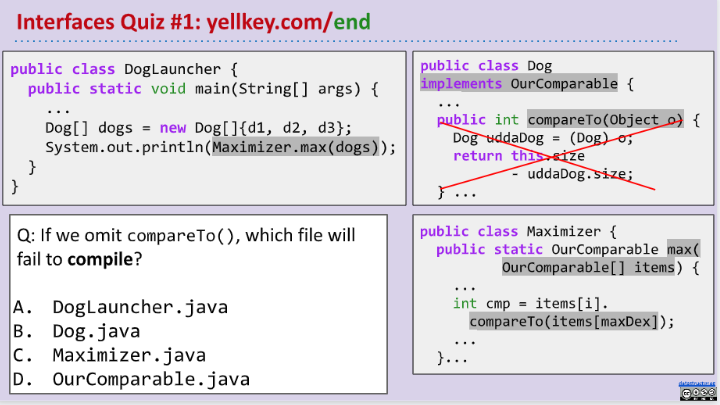 Interfaces Quiz #1: yellkey.com/end
public class DogLauncher {
public static void main(String[] args) {
...
Dog[] dogs = new Dog[]{d1, d2, d3};
System.out.println(Maximizer.max(dogs));
}
}
public class Dog
implements OurComparable {
...
public int compareTo(Object o) {
Dog uddaDog = (Dog) o;
return this.size
- uddaDog.size;
} ...
Q: If we omit compareTo(), which file will
fail to compile?
A. DogLauncher.java
B. Dog.java
C. Maximizer.java
D. OurComparable.java
public class Maximizer {
public static OurComparable max(
OurComparable[] items) {
...
int cmp = items[i].
compareTo(items[maxDex]);
...
}...